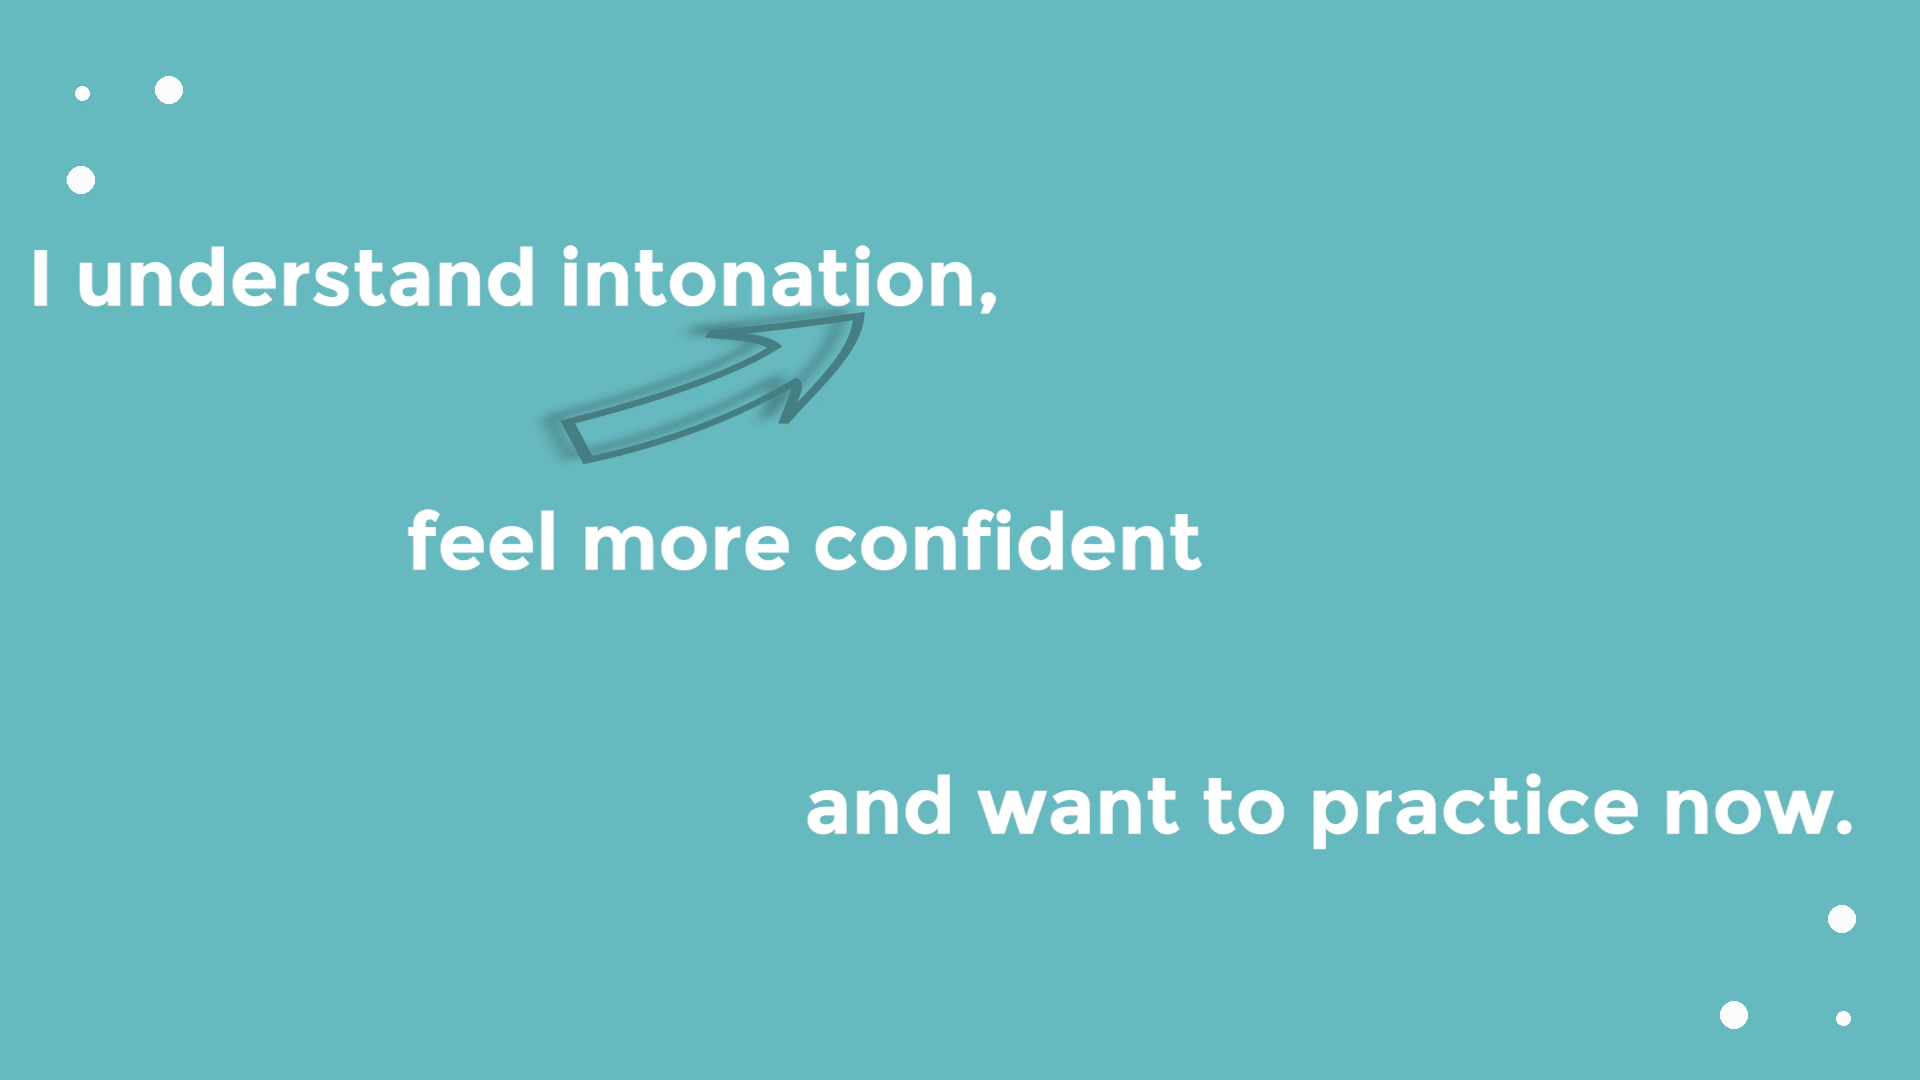 I understand intonation,
feel more confident
and want to practice now.